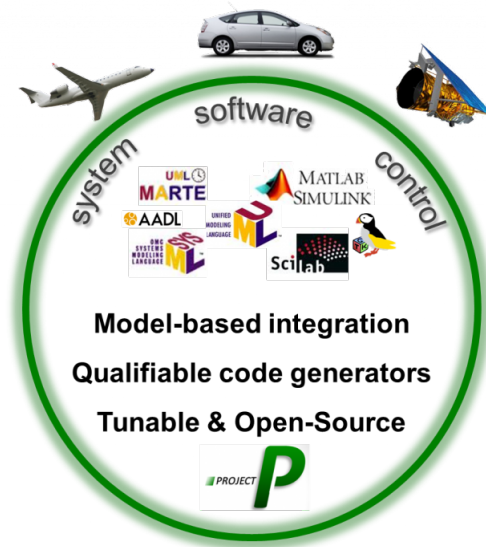 software
system
control
UML
MARTE
AADL
UNIFIED
MODELING
LANGUAGE
UML
OMG
SYSTEMS
MODELING
LANGUAGE
SYSML
MATLAB
SIMULINK
Scilab
Model-based integration
Qualifiable code generators
Tunable & Open-Source
PROJECT P